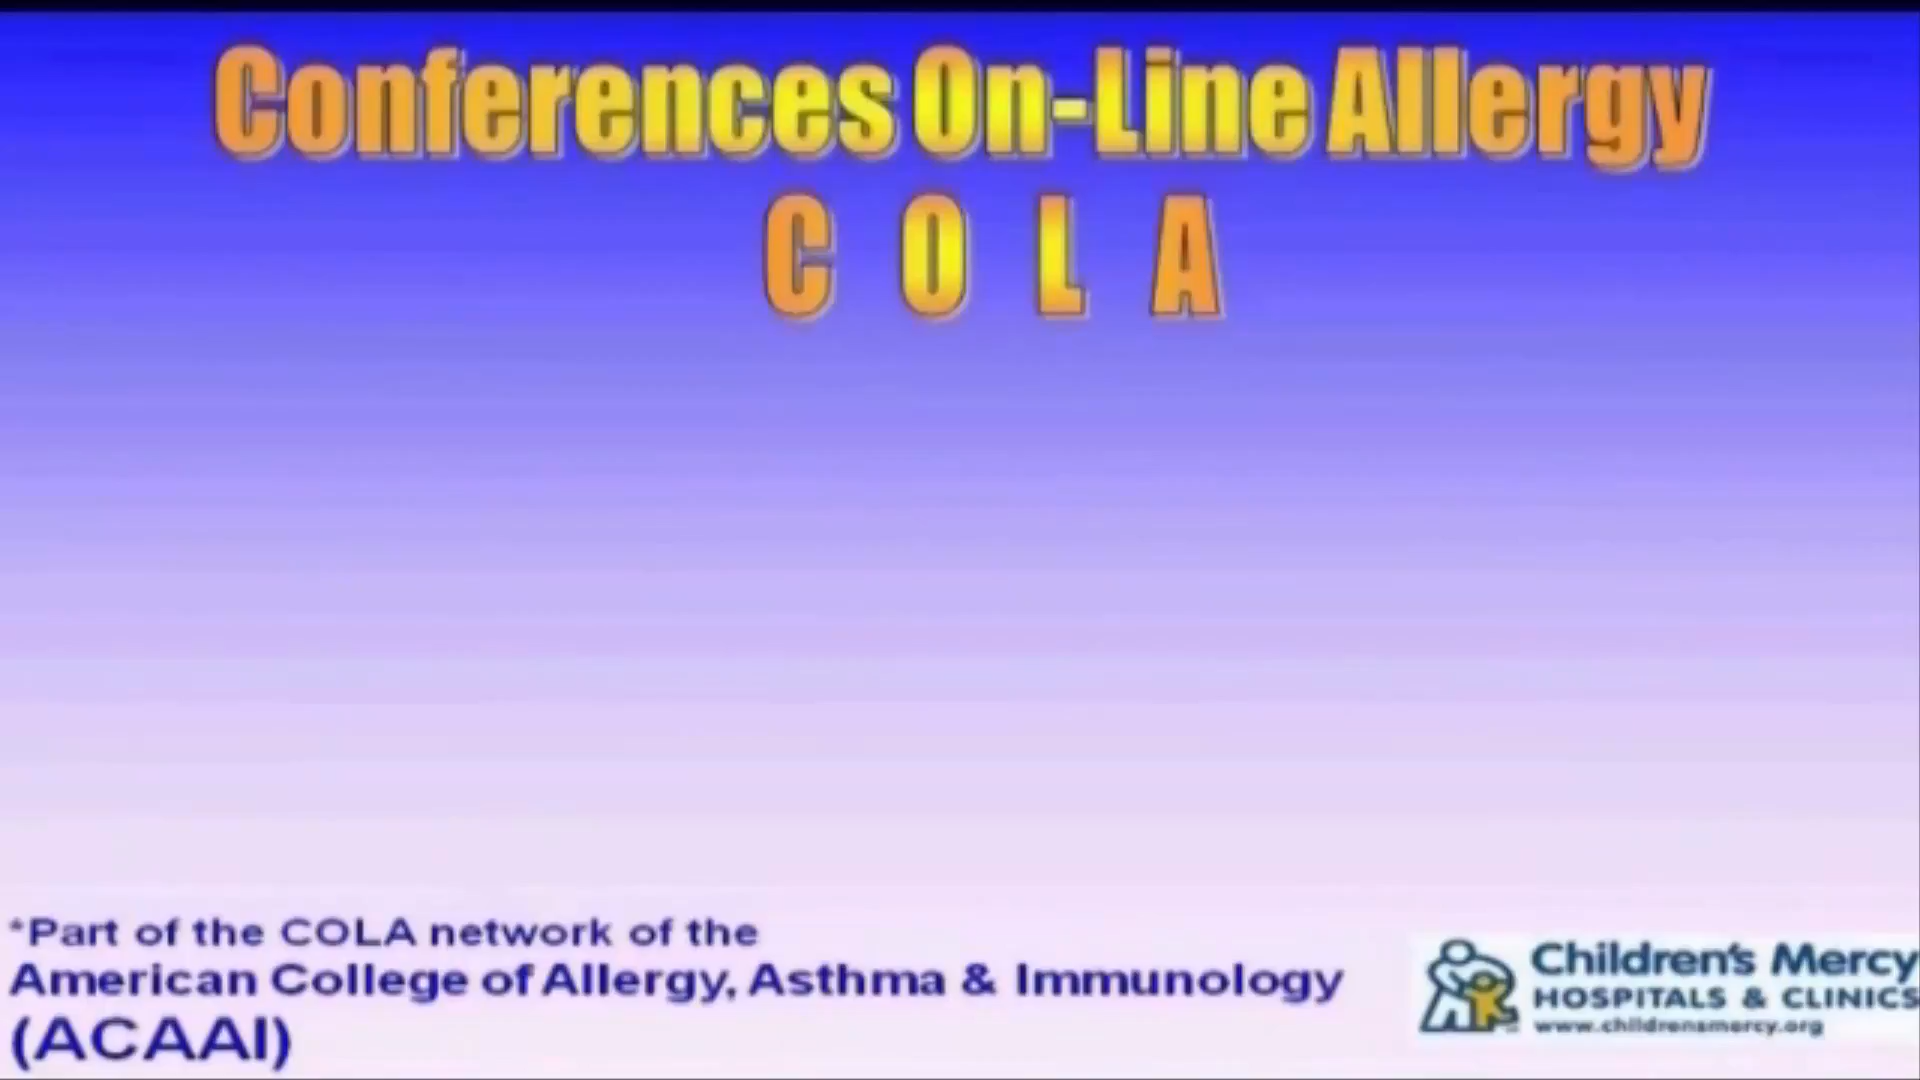 Conferences On-Line Allergy
C O L A
*Part of the COLA network of the
American College of Allergy, Asthma & Immunology
(ACAAI)
Children's Mercy
HOSPITALS & CLINICS
www.childrensmercy.org